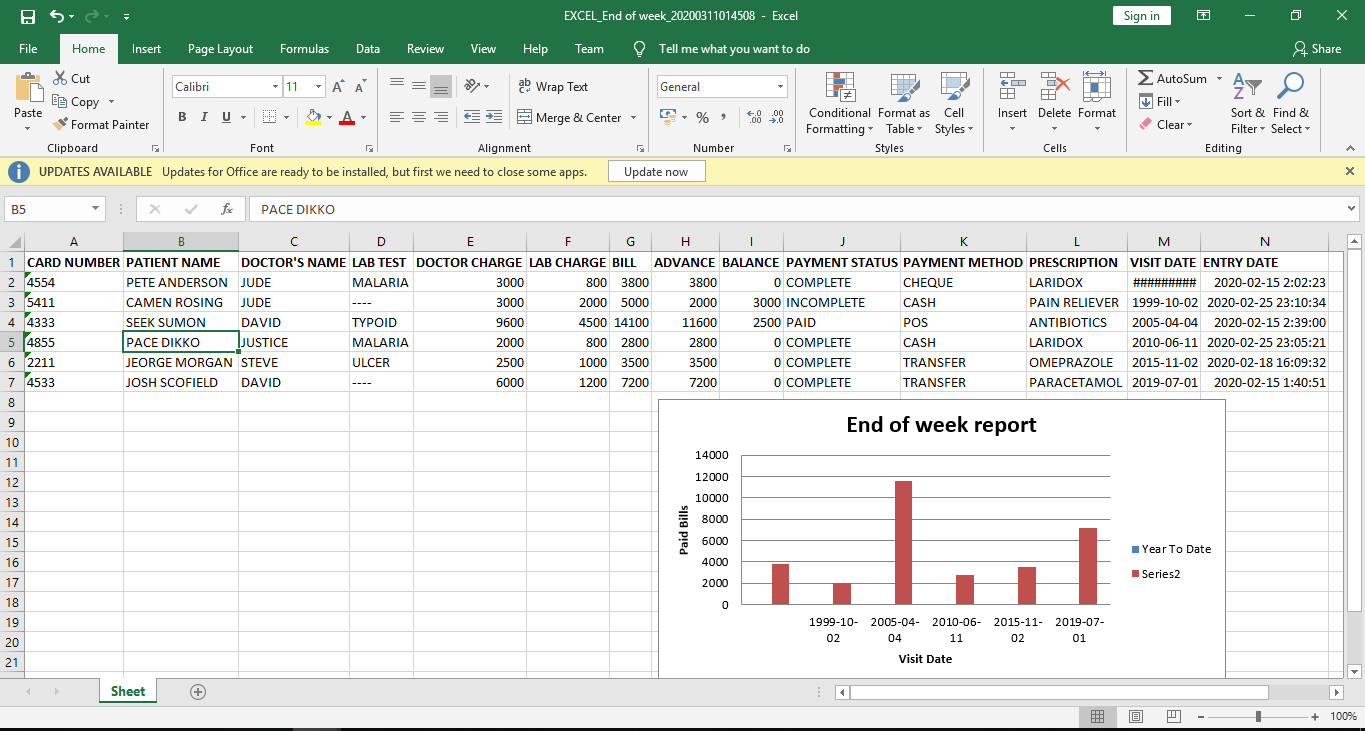 EXCEL_End of week_20200311014508 - Excel
Sign in
File Home Insert Page Layout Formulas Data Review View Help Team Tell me what you want to do Share
Paste Cut Copy Format Painter Clipboard
Calibri 11 A A B I U A Font
ab Wrap Text Merge & Center Alignment
General % , .00 .0 Number
Conditional Formatting Format as Table Cell Styles Styles
Insert Delete Format Cells
AutoSum Fill Clear Sort & Filter Find & Select Editing
UPDATES AVAILABLE Updates for Office are ready to be installed, but first we need to close some apps. Update now
B5 fx PACE DIKKO
A B C D E F G H I J K L M N
1 CARD NUMBER PATIENT NAME DOCTOR'S NAME LAB TEST DOCTOR CHARGE LAB CHARGE BILL ADVANCE BALANCE PAYMENT STATUS PAYMENT METHOD PRESCRIPTION VISIT DATE ENTRY DATE
2 4554 PETE ANDERSON JUDE MALARIA 3000 800 3800 3800 0 COMPLETE CHEQUE LARIDOX ######### 2020-02-15 2:02:23
3 5411 CAMEN ROSING JUDE ---- 3000 2000 5000 2000 3000 INCOMPLETE CASH PAIN RELIEVER 1999-10-02 2020-02-25 23:10:34
4 4333 SEEK SUMON DAVID TYPOID 9600 4500 14100 11600 2500 PAID POS ANTIBIOTICS 2005-04-04 2020-02-15 2:39:00
5 4855 PACE DIKKO JUSTICE MALARIA 2000 800 2800 2800 0 COMPLETE CASH LARIDOX 2010-06-11 2020-02-25 23:05:21
6 2211 JEORGE MORGAN STEVE ULCER 2500 1000 3500 3500 0 COMPLETE TRANSFER OMEPRAZOLE 2015-11-02 2020-02-18 16:09:32
7 4533 JOSH SCOFIELD DAVID ---- 6000 1200 7200 7200 0 COMPLETE TRANSFER PARACETAMOL 2019-07-01 2020-02-15 1:40:51
8
9
10
11
12
13
14
15
16
17
18
19
20
21
End of week report
Paid Bills
14000
12000
10000
8000
6000
4000
2000
0
1999-10-02 2005-04-04 2010-06-11 2015-11-02 2019-07-01
Visit Date
Year To Date
Series2
Sheet
100%